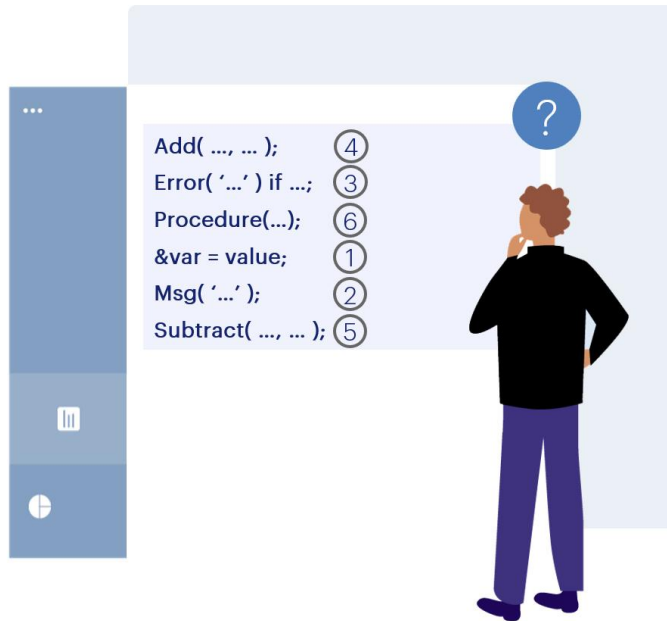 ?
Add( ..., ... ); 4
Error( ‘...’ ) if ...; 3
Procedure(...); 6
&var = value; 1
Msg( ‘...’ ); 2
Subtract( ..., ... ); 5